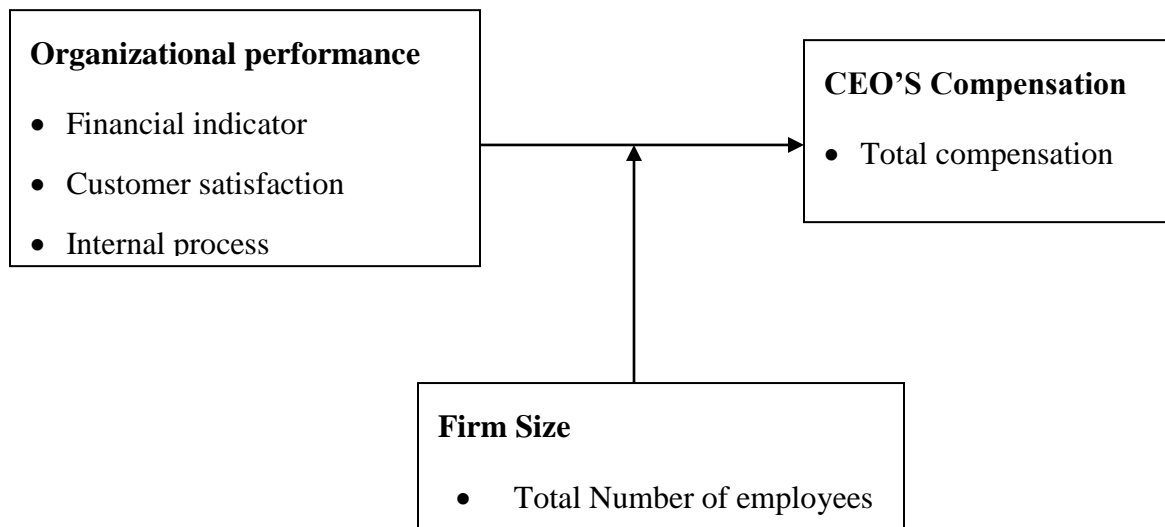 Organizational performance
• Financial indicator
• Customer satisfaction
• Internal process
CEO’S Compensation
• Total compensation
Firm Size
• Total Number of employees